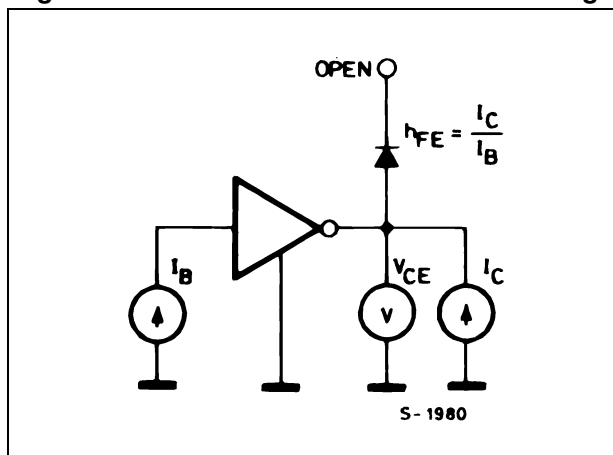 OPEN
hFE = IC
IB
IB
VCE
IC
V
S-1980